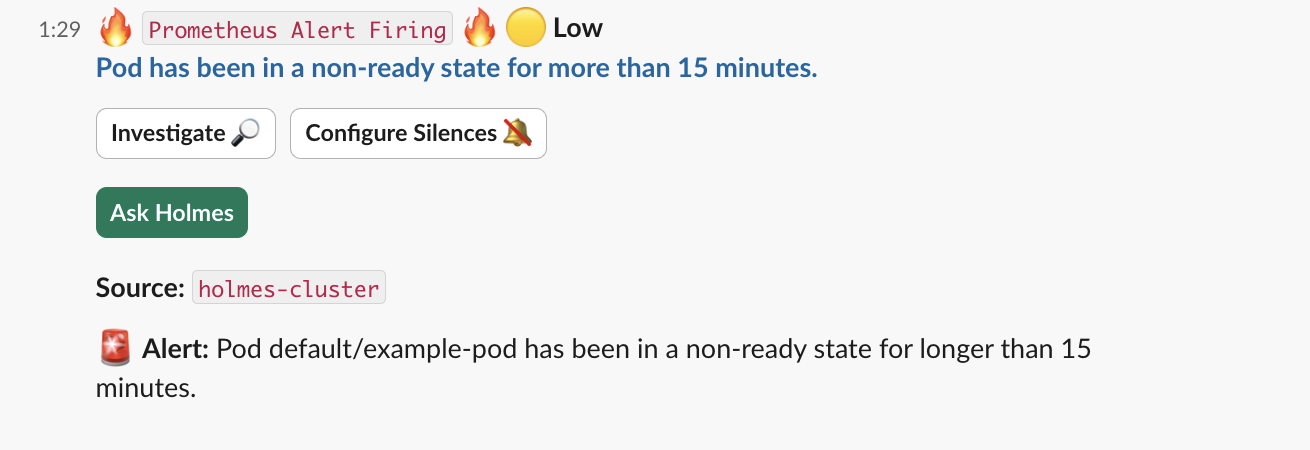 1:29 Prometheus Alert Firing Low
Pod has been in a non-ready state for more than 15 minutes.
Investigate Configure Silences
Ask Holmes
Source: holmes-cluster
Alert: Pod default/example-pod has been in a non-ready state for longer than 15
minutes.